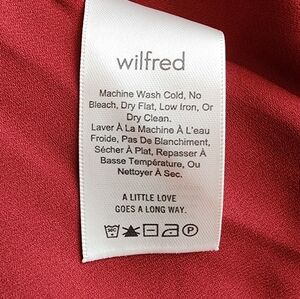 wilfred
Machine Wash Cold, No
Bleach, Dry Flat, Low Iron, Or
Dry Clean.
Laver À La Machine À L'eau
Froide, Pas De Blanchiment,
Sécher À Plat, Repasser À
Basse Température, Ou
Nettoyer À Sec.
A LITTLE LOVE
GOES A LONG WAY.